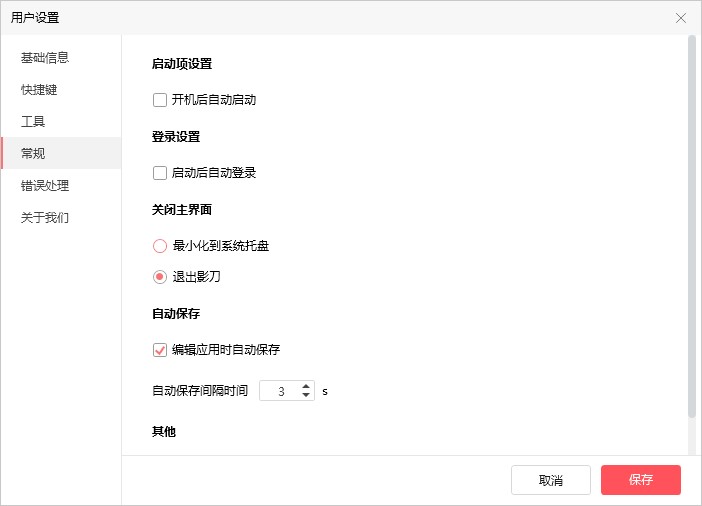 用户设置
基础信息
快捷键
工具
常规
错误处理
关于我们
启动项设置
开机后自动启动
登录设置
启动后自动登录
关闭主界面
最小化到系统托盘
退出影刀
自动保存
编辑应用时自动保存
自动保存间隔时间 3 s
其他
取消 保存